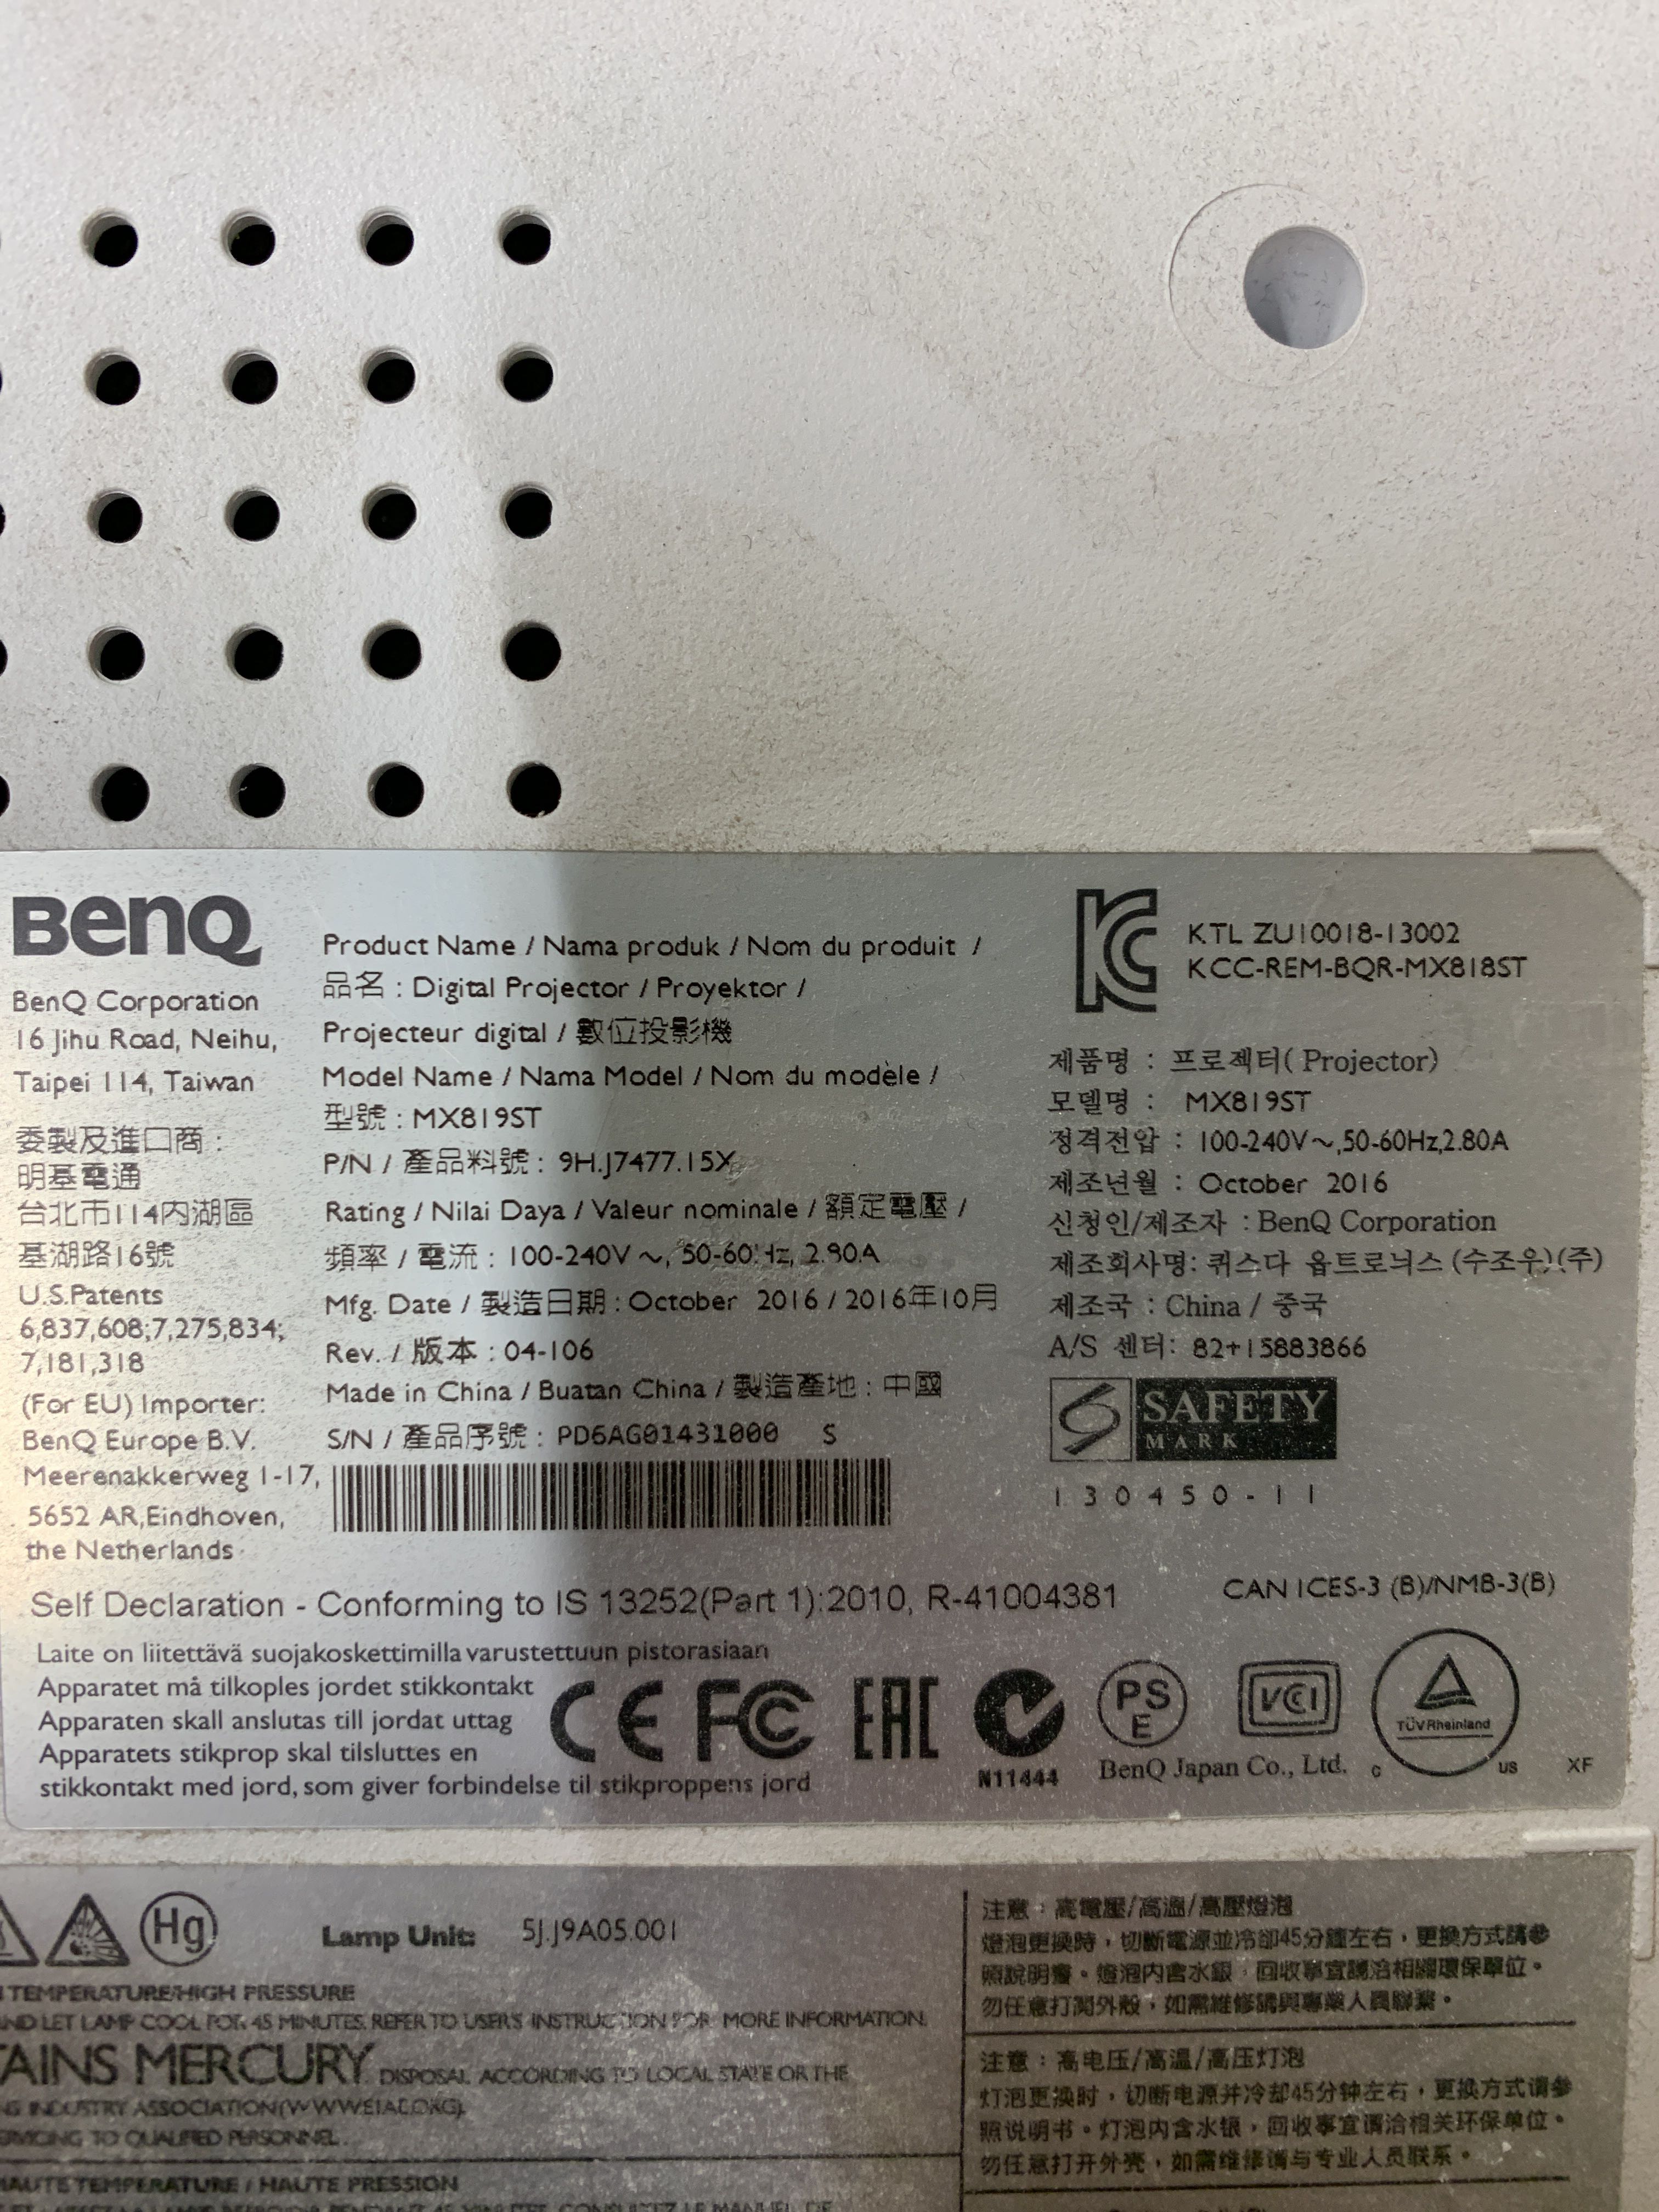 BenQ
BenQ Corporation
16 Jihu Road, Neihu,
Taipei 114, Taiwan
委製及進口商 :
明基電通
台北市114內湖區
基湖路16號
U.S.Patents
6,837,608;7,275,834;
7,181,318
(For EU) Importer:
BenQ Europe B.V.
Meerenakkerweg 1-17,
5652 AR,Eindhoven,
the Netherlands
Product Name / Nama produk / Nom du produit /
品名 : Digital Projector / Proyektor /
Projecteur digital / 數位投影機
Model Name / Nama Model / Nom du modèle /
型號 : MX819ST
P/N / 產品料號 : 9H.J7477.15X
Rating / Nilai Daya / Valeur nominale / 額定電壓 /
頻率 / 電流 : 100-240V ~, 50-60Hz, 2.80A
Mfg. Date / 製造日期 : October 2016 / 2016年10月
Rev. / 版本 : 04-106
Made in China / Buatan China / 製造產地 : 中國
S/N / 產品序號 : PD6AG01431000 S
KTL ZU10018-13002
KCC-REM-BQR-MX818ST
제품명 : 프로젝터( Projector)
모델명 : MX819ST
정격전압 : 100-240V~,50-60Hz,2.80A
제조년월 : October 2016
신청인/제조자 : BenQ Corporation
제조회사명: 퀴스다 옵트로닉스 (수조우)(주)
제조국 : China / 중국
A/S 센터: 82+15883866
SAFETY
MARK
130450-11
Self Declaration - Conforming to IS 13252(Part 1):2010, R-41004381
CAN ICES-3 (B)/NMB-3(B)
Laite on liitettävä suojakoskettimilla varustettuun pistorasiaan
Apparatet må tilkoples jordet stikkontakt
Apparaten skall anslutas till jordat uttag
Apparatets stikprop skal tilsluttes en
stikkontakt med jord, som giver forbindelse til stikproppens jord
CE FC EAC
N11444
PS
E
BenQ Japan Co., Ltd.
VCCI
TÜVRheinland
C US
XF
Hg
Lamp Unit: 5J.J9A05.001
TEMPERATURE/HIGH PRESSURE
AND LET LAMP COOL FOR 45 MINUTES. REFER TO USER'S INSTRUCTION FOR MORE INFORMATION.
TAINS MERCURY DISPOSAL ACCORDING TO LOCAL STATE OR THE
INDUSTRY ASSOCIATION(WWW.EIAE.ORG).
SERVICING TO QUALIFIED PERSONNEL.
HAUTE TEMPERATURE / HAUTE PRESSION
注意 : 高電壓/高溫/高壓燈泡
燈泡更換時，切斷電源並冷卻45分鐘左右，更換方式請參
照說明書。燈泡內含水銀，回收事宜請洽相關環保單位。
勿任意打開外殼，如需維修請與專業人員聯繫。
注意 : 高电压/高温/高压灯泡
灯泡更换时，切断电源并冷却45分钟左右，更换方式请参
照说明书。灯泡内含水银，回收事宜请洽相关环保单位。
勿任意打开外壳，如需维修请与专业人员联系。